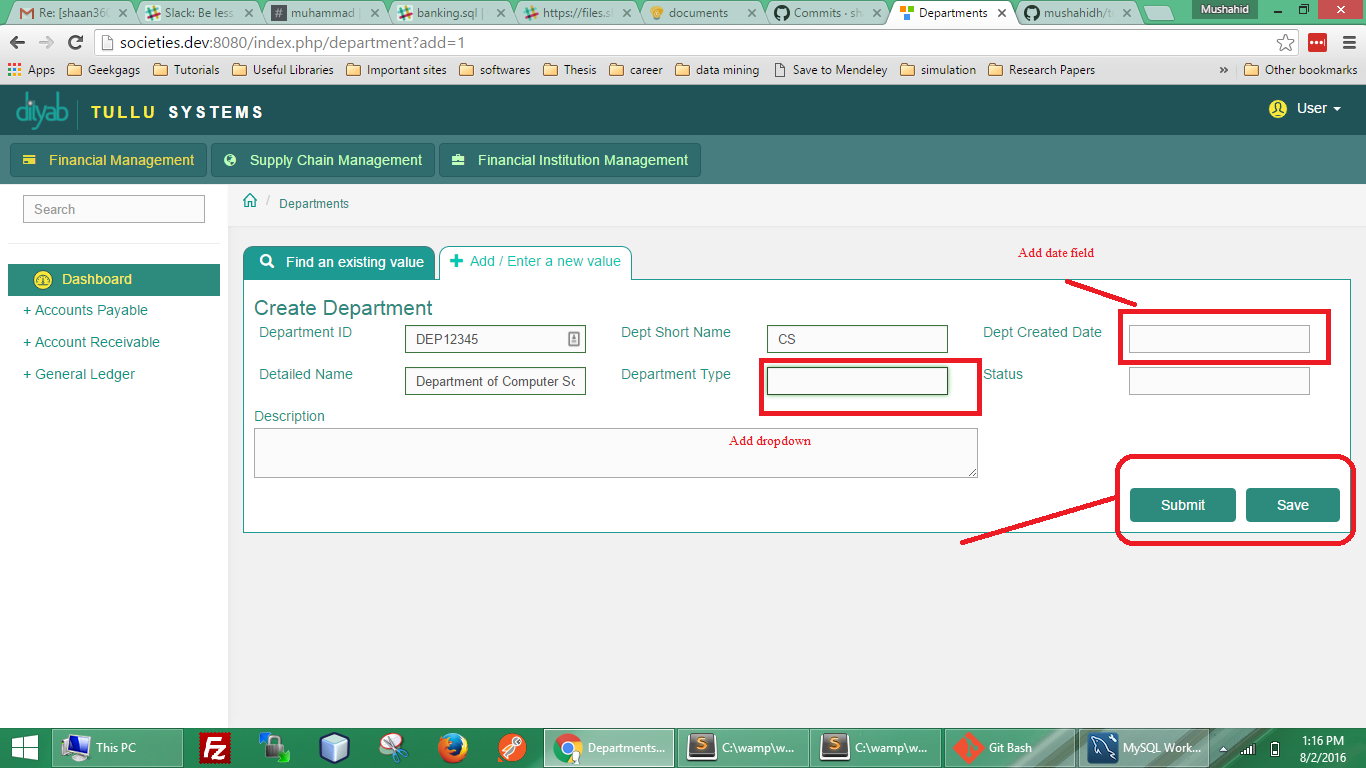 Re: [shaan360
Slack: Be less
muhammad |
banking.sql |
https://files.sl
documents
Commits · sha
Departments
mushahidh/tu
Mushahid
societies.dev:8080/index.php/department?add=1
Apps
Geekgags
Tutorials
Useful Libraries
Important sites
softwares
Thesis
career
data mining
Save to Mendeley
simulation
Research Papers
»
Other bookmarks
diyab
TULLU SYSTEMS
User
Financial Management
Supply Chain Management
Financial Institution Management
Search
/ Departments
Dashboard
+ Accounts Payable
+ Account Receivable
+ General Ledger
Find an existing value
Add / Enter a new value
Add date field
Create Department
Department ID
DEP12345
Dept Short Name
CS
Dept Created Date
Detailed Name
Department of Computer Sc
Department Type
Status
Description
Add dropdown
Submit
Save
This PC
Fz
Departments...
C:\wamp\w...
C:\wamp\w...
Git Bash
MySQL Work...
1:16 PM
8/2/2016